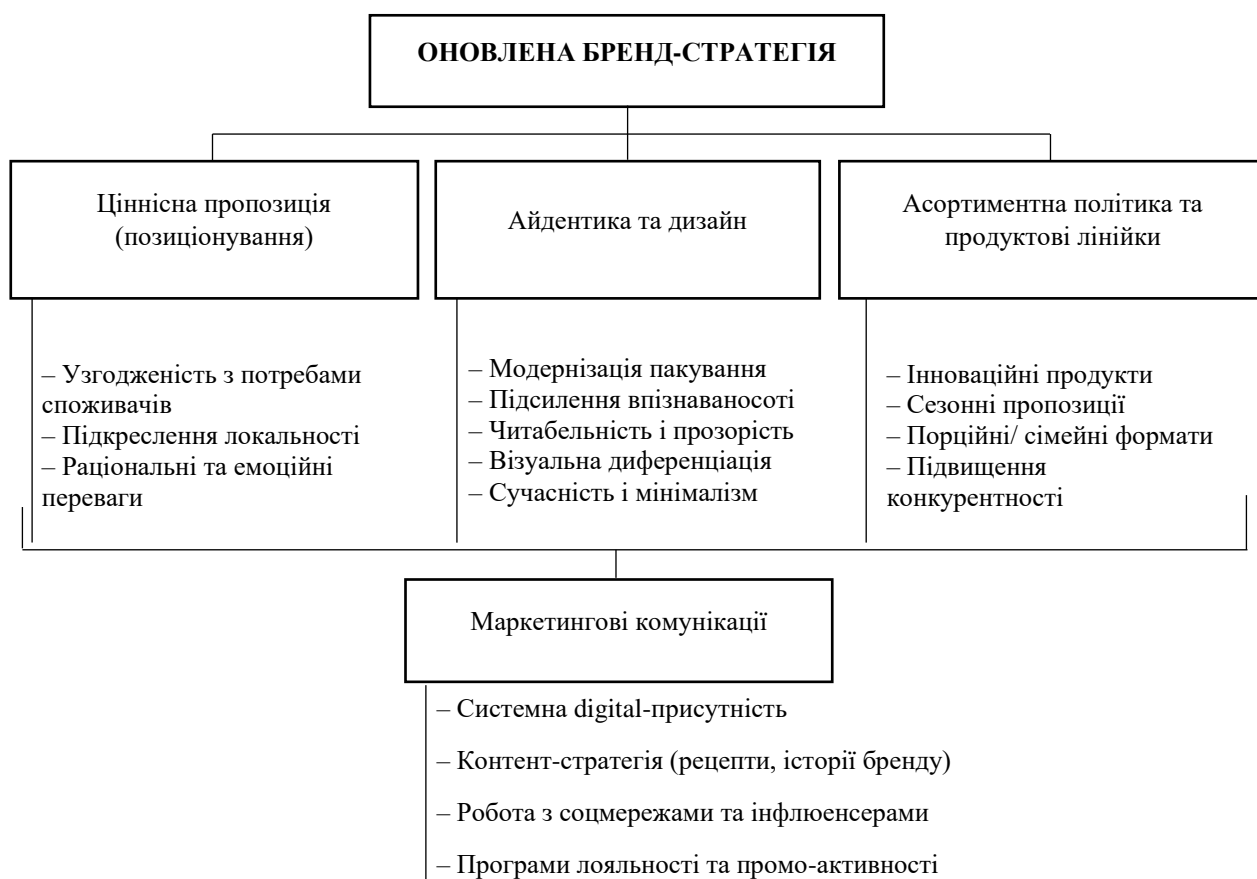 ОНОВЛЕНА БРЕНД-СТРАТЕГІЯ
Ціннісна пропозиція
(позиціонування)
– Узгодженість з потребами
споживачів
– Підкреслення локальності
– Раціональні та емоційні
переваги
Айдентика та дизайн
– Модернізація пакування
– Підсилення впізнаваносоті
– Читабельність і прозорість
– Візуальна диференціація
– Сучасність і мінімалізм
Асортиментна політика та
продуктові лінійки
– Інноваційні продукти
– Сезонні пропозиції
– Порційні/ сімейні формати
– Підвищення
конкурентності
Маркетингові комунікації
– Системна digital-присутність
– Контент-стратегія (рецепти, історії бренду)
– Робота з соцмережами та інфлюенсерами
– Програми лояльності та промо-активності